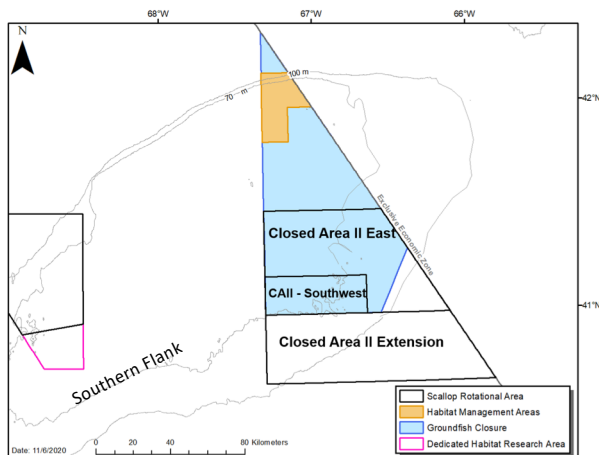 68°W
67°W
66°W
N
100 m
70 m
42°N
Exclusive Economic Zone
Closed Area II East
CAII - Southwest
41°N
Closed Area II Extension
Southern Flank
Scallop Rotational Area
Habitat Management Areas
Groundfish Closure
Dedicated Habitat Research Area
Date: 11/6/2020
0 20 40 80 Kilometers